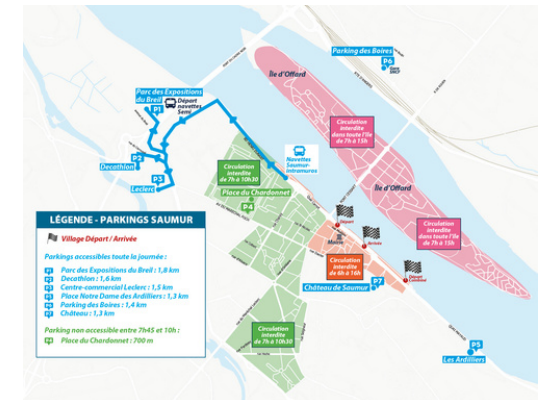 Parking des Boires
P6
Île d'Offard
Parc des Expositions
du Breil
P1
Départ
navettes
Semi
Circulation
interdite
dans toute l'île
de 7h à 15h
P2
Decathlon
P3
Leclerc
Navettes
Saumur-
intramuros
Circulation
interdite
de 7h à 10h30
Place du Chardonnet
P4
Île d'Offard
Départ
Mairie
Arrivée
Circulation
interdite
dans toute l'île
de 7h à 15h
Circulation
interdite
de 6h à 16h
Départ
Château de Saumur
P7
Circulation
interdite
de 7h à 10h30
P5
Les Ardilliers
LÉGENDE - PARKINGS SAUMUR
Village Départ / Arrivée
Parkings accessibles toute la journée :
P1 Parc des Expositions du Breil : 1,8 km
P2 Decathlon : 1,6 km
P3 Centre-commercial Leclerc : 1,5 km
P5 Place Notre Dame des Ardilliers : 1,3 km
P6 Parking des Boires : 1,4 km
P7 Château : 1,3 km
Parking non accessible entre 7h45 et 10h :
P4 Place du Chardonnet : 700 m